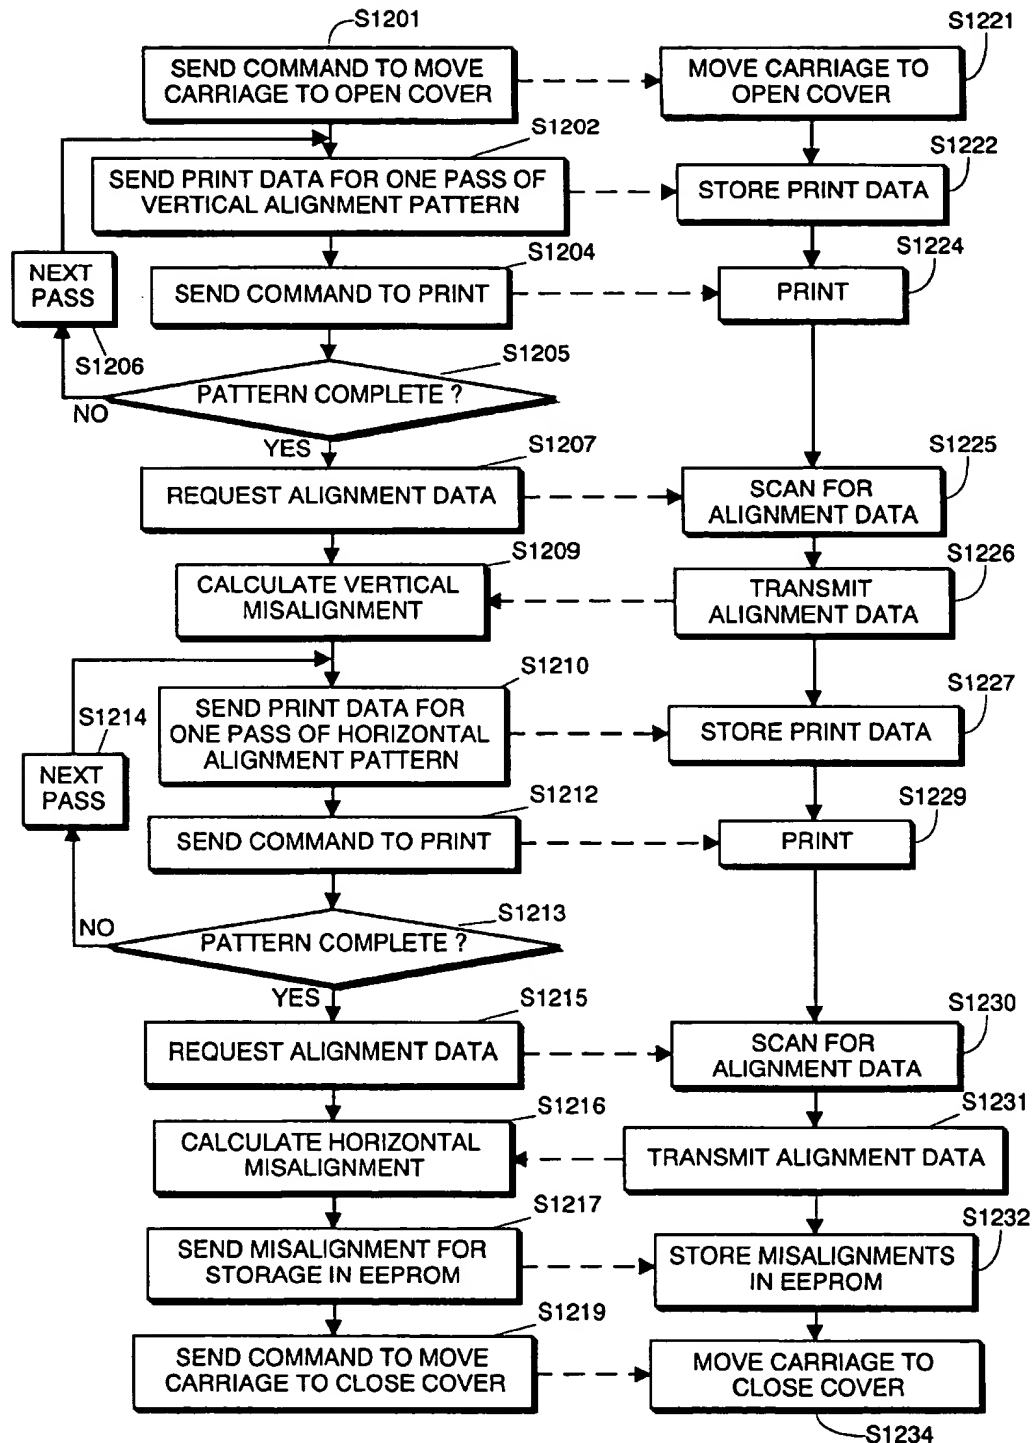 S1201
SEND COMMAND TO MOVE
CARRIAGE TO OPEN COVER
S1221
MOVE CARRIAGE TO
OPEN COVER
S1202
SEND PRINT DATA FOR ONE PASS OF
VERTICAL ALIGNMENT PATTERN
S1222
STORE PRINT DATA
NEXT
PASS
S1206
S1204
SEND COMMAND TO PRINT
S1224
PRINT
S1205
PATTERN COMPLETE ?
NO
YES
S1207
REQUEST ALIGNMENT DATA
S1225
SCAN FOR
ALIGNMENT DATA
S1209
CALCULATE VERTICAL
MISALIGNMENT
S1226
TRANSMIT
ALIGNMENT DATA
S1210
SEND PRINT DATA FOR
ONE PASS OF HORIZONTAL
ALIGNMENT PATTERN
S1227
STORE PRINT DATA
S1214
NEXT
PASS
S1212
SEND COMMAND TO PRINT
S1229
PRINT
S1213
PATTERN COMPLETE ?
NO
YES
S1215
REQUEST ALIGNMENT DATA
S1230
SCAN FOR
ALIGNMENT DATA
S1216
CALCULATE HORIZONTAL
MISALIGNMENT
S1231
TRANSMIT ALIGNMENT DATA
S1217
SEND MISALIGNMENT FOR
STORAGE IN EEPROM
S1232
STORE MISALIGNMENTS
IN EEPROM
S1219
SEND COMMAND TO MOVE
CARRIAGE TO CLOSE COVER
MOVE CARRIAGE TO
CLOSE COVER
S1234